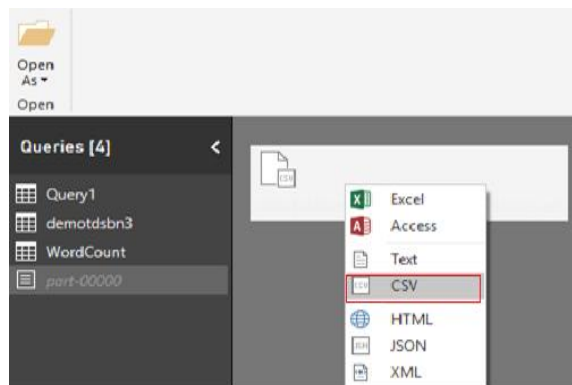 Open
As
Open
Queries [4]
<
Query1
demotdsbn3
WordCount
part-00000
CSV
Excel
Access
Text
CSV
HTML
JSON
XML